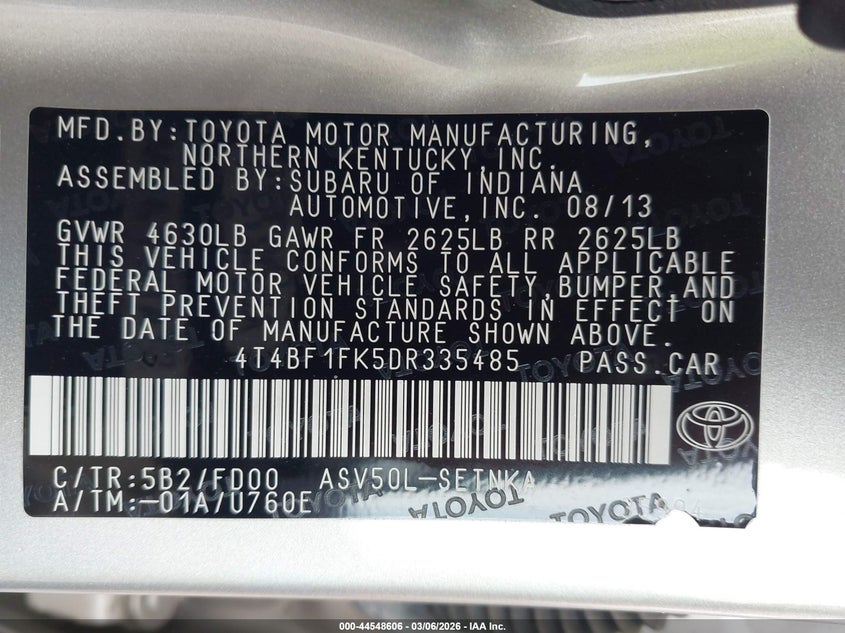 MFD.BY:TOYOTA MOTOR MANUFACTURING,
NORTHERN KENTUCKY,INC.
ASSEMBLED BY:SUBARU OF INDIANA
AUTOMOTIVE,INC. 08/13
GVWR 4630LB GAWR FR 2625LB RR 2625LB
THIS VEHICLE CONFORMS TO ALL APPLICABLE
FEDERAL MOTOR VEHICLE SAFETY,BUMPER,AND
THEFT PREVENTION STANDARDS IN EFFECT ON
THE DATE OF MANUFACTURE SHOWN ABOVE.
4T4BF1FK5DR335485 PASS.CAR
C/TR:5B2/FD00 ASV50L-SETNKA
A/TM:-01A/U760E
TOYOTA TOYOTA
000-44548606 - 03/06/2026 - IAA Inc.